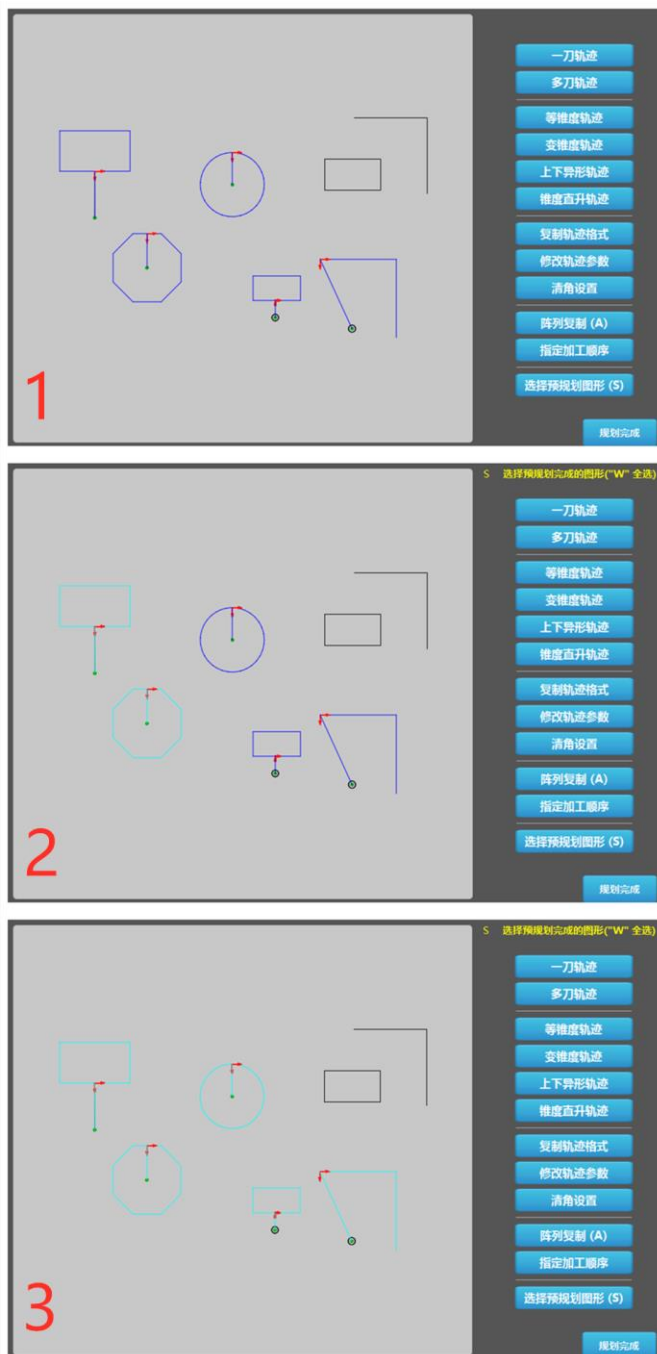 一刀轨迹
多刀轨迹
等锥度轨迹
变锥度轨迹
上下异形轨迹
锥度直升轨迹
复制轨迹格式
修改轨迹参数
清角设置
阵列复制 (A)
指定加工顺序
选择预规划图形 (S)
规划完成
1
S 选择预规划完成的图形("W" 全选)
一刀轨迹
多刀轨迹
等锥度轨迹
变锥度轨迹
上下异形轨迹
锥度直升轨迹
复制轨迹格式
修改轨迹参数
清角设置
阵列复制 (A)
指定加工顺序
选择预规划图形 (S)
规划完成
2
S 选择预规划完成的图形("W" 全选)
一刀轨迹
多刀轨迹
等锥度轨迹
变锥度轨迹
上下异形轨迹
锥度直升轨迹
复制轨迹格式
修改轨迹参数
清角设置
阵列复制 (A)
指定加工顺序
选择预规划图形 (S)
规划完成
3